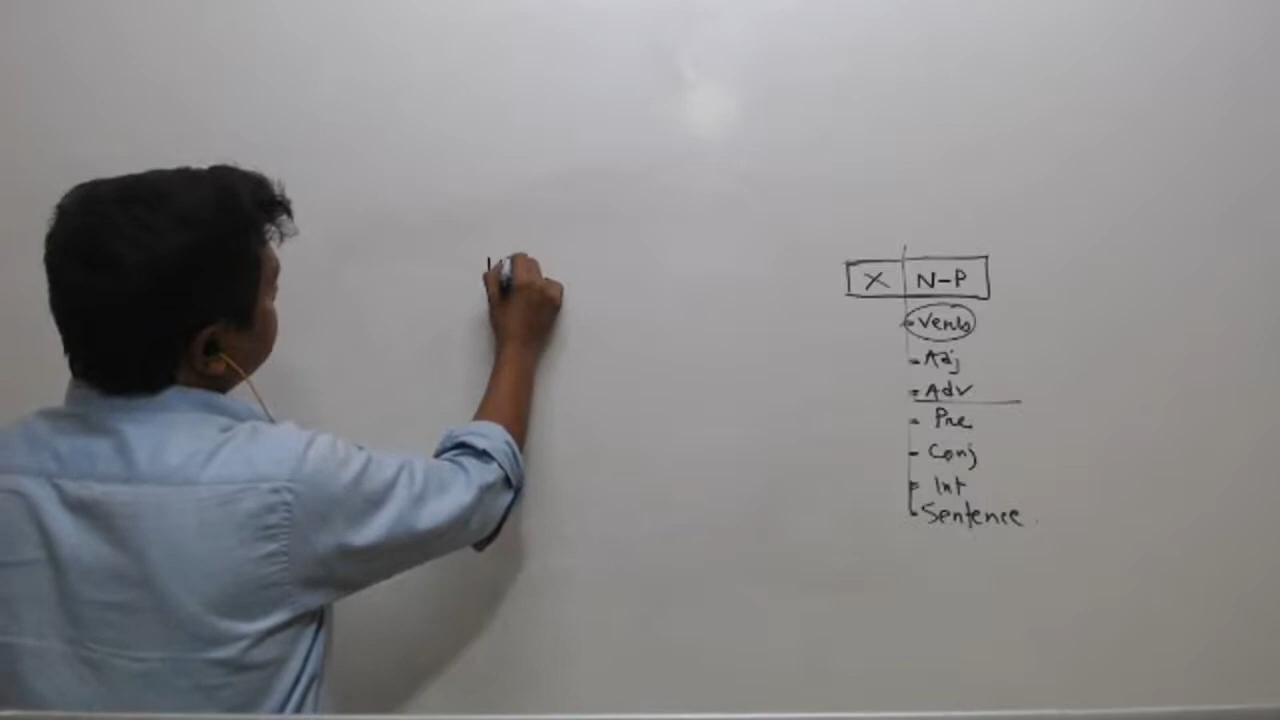 X N-P
Verb
- Adj
- Adv
- Pre
- Conj
- Int
- Sentence.